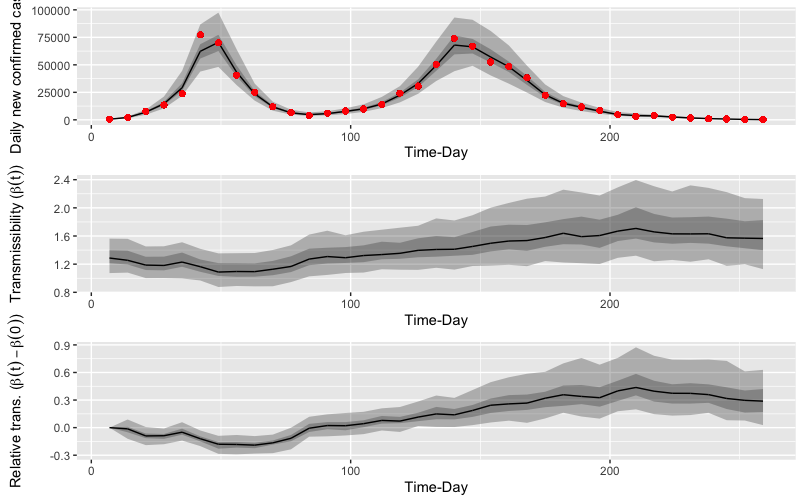 Daily new confirmed cas
100000
75000
50000
25000
0
0 100 200
Time-Day
Transmissibility (β(t))
2.4
2.0
1.6
1.2
0.8
0 100 200
Time-Day
Relative trans. (β(t) − β(0))
0.9
0.6
0.3
0.0
-0.3
0 100 200
Time-Day